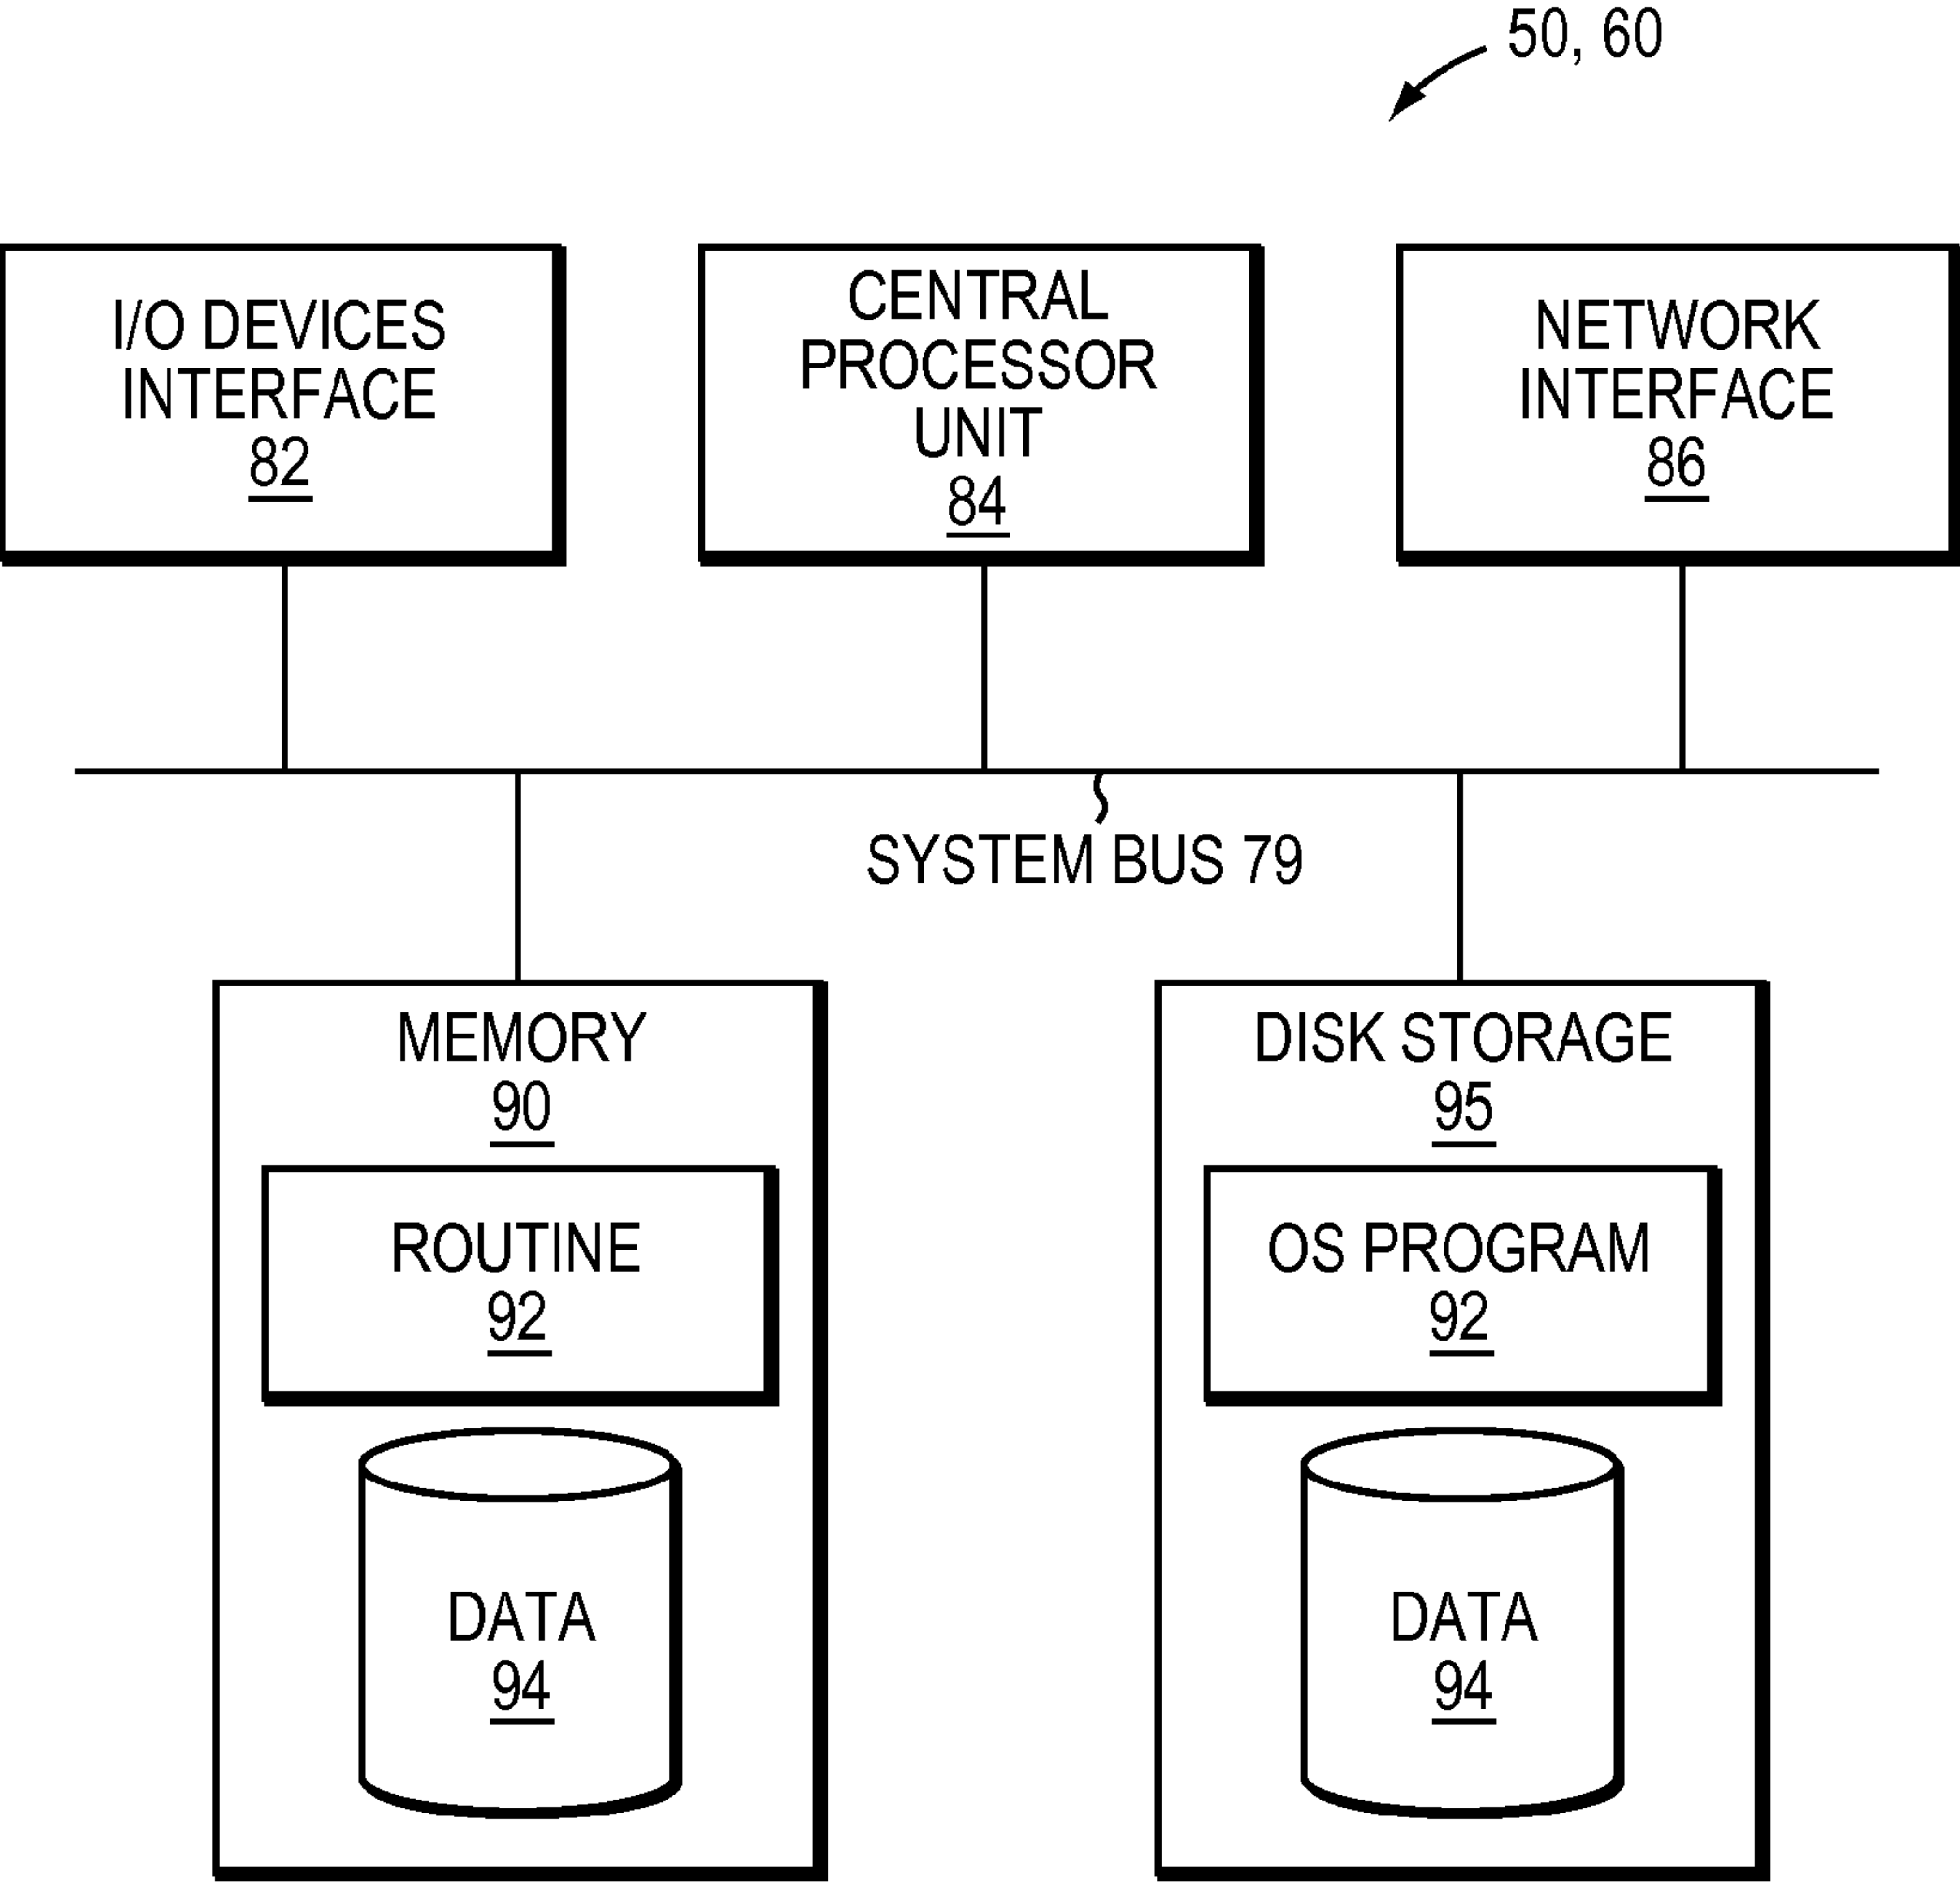 50, 60
I/O DEVICES
INTERFACE
82
CENTRAL
PROCESSOR
UNIT
84
NETWORK
INTERFACE
86
SYSTEM BUS 79
MEMORY
90
ROUTINE
92
DATA
94
DISK STORAGE
95
OS PROGRAM
92
DATA
94